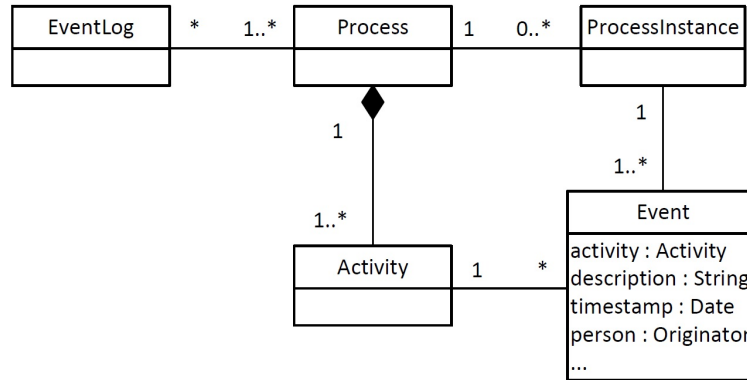 EventLog * 1..* Process 1 0..* ProcessInstance
1 1
1..*
1..* Event
Activity 1 * activity : Activity
description : String
timestamp : Date
person : Originator
...